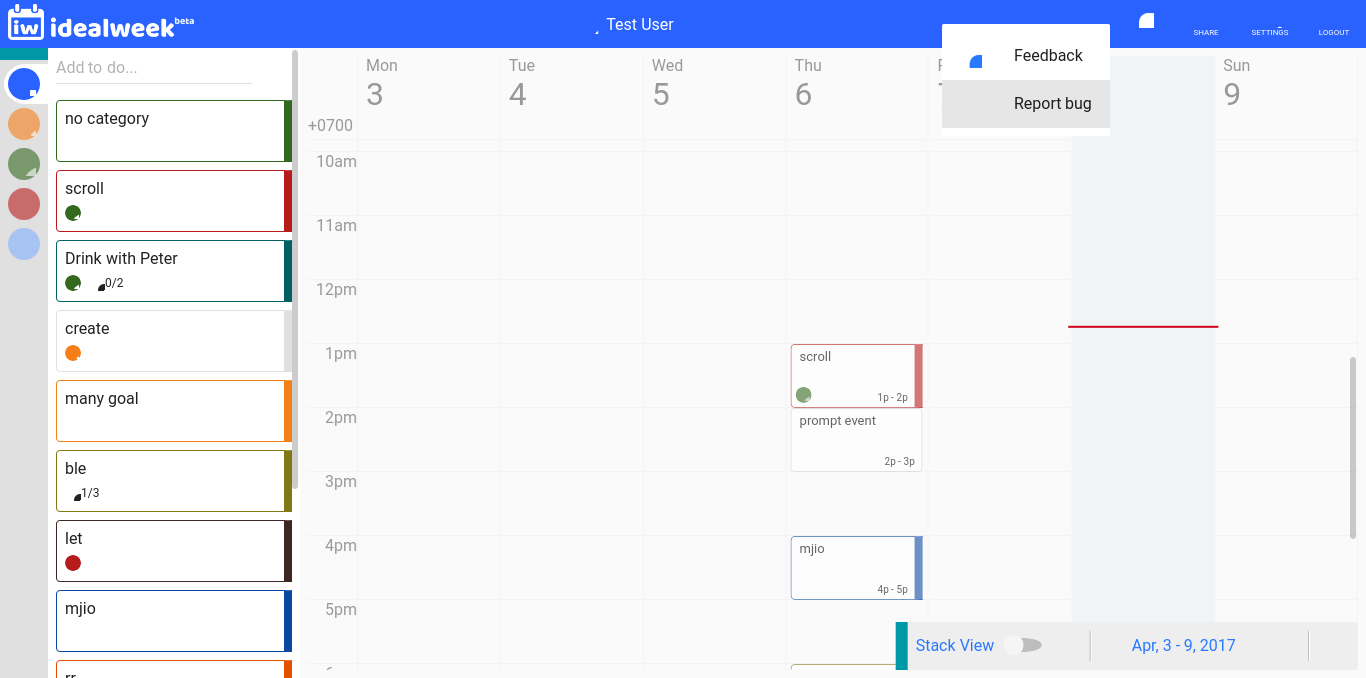 iw idealweek beta
Test User
SHARE
SETTINGS
LOGOUT
Feedback
Report bug
Add to do...
no category
scroll
Drink with Peter
0/2
create
many goal
ble
1/3
let
mjio
Mon
3
Tue
4
Wed
5
Thu
6
Sun
9
+0700
10am
11am
12pm
1pm
2pm
3pm
4pm
5pm
scroll
1p - 2p
prompt event
2p - 3p
mjio
4p - 5p
Stack View
Apr, 3 - 9, 2017